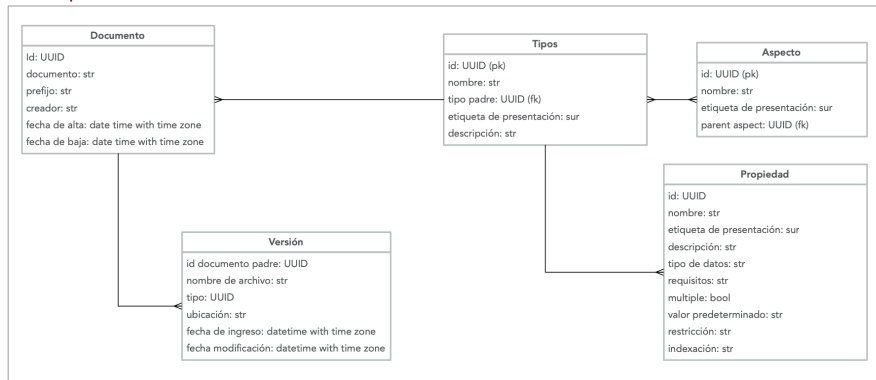 Documento
Id: UUID
documento: str
prefijo: str
creador: str
fecha de alta: date time with time zone
fecha de baja: date time with time zone
Tipos
id: UUID (pk)
nombre: str
tipo padre: UUID (fk)
etiqueta de presentación: sur
descripción: str
Aspecto
id: UUID (pk)
nombre: str
etiqueta de presentación: sur
parent aspect: UUID (fk)
Versión
id documento padre: UUID
nombre de archivo: str
tipo: UUID
ubicación: str
fecha de ingreso: datetime with time zone
fecha modificación: datetime with time zone
Propiedad
id: UUID
nombre: str
etiqueta de presentación: sur
descripción: str
tipo de datos: str
requisitos: str
multiple: bool
valor predeterminado: str
restricción: str
indexación: str